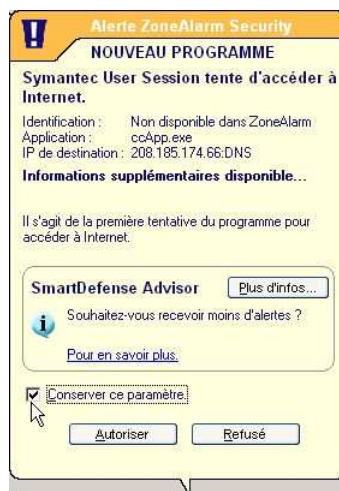 Alerte ZoneAlarm Security
NOUVEAU PROGRAMME
Symantec User Session tente d'accéder à
Internet.
Identification : Non disponible dans ZoneAlarm
Application : ccApp.exe
IP de destination : 208.185.174.66:DNS
Informations supplémentaires disponible...
Il s'agit de la première tentative du programme pour
accéder à Internet.
SmartDefense Advisor Plus d'infos...
Souhaitez-vous recevoir moins d'alertes ?
Pour en savoir plus.
Conserver ce paramètre.
Autoriser Refusé